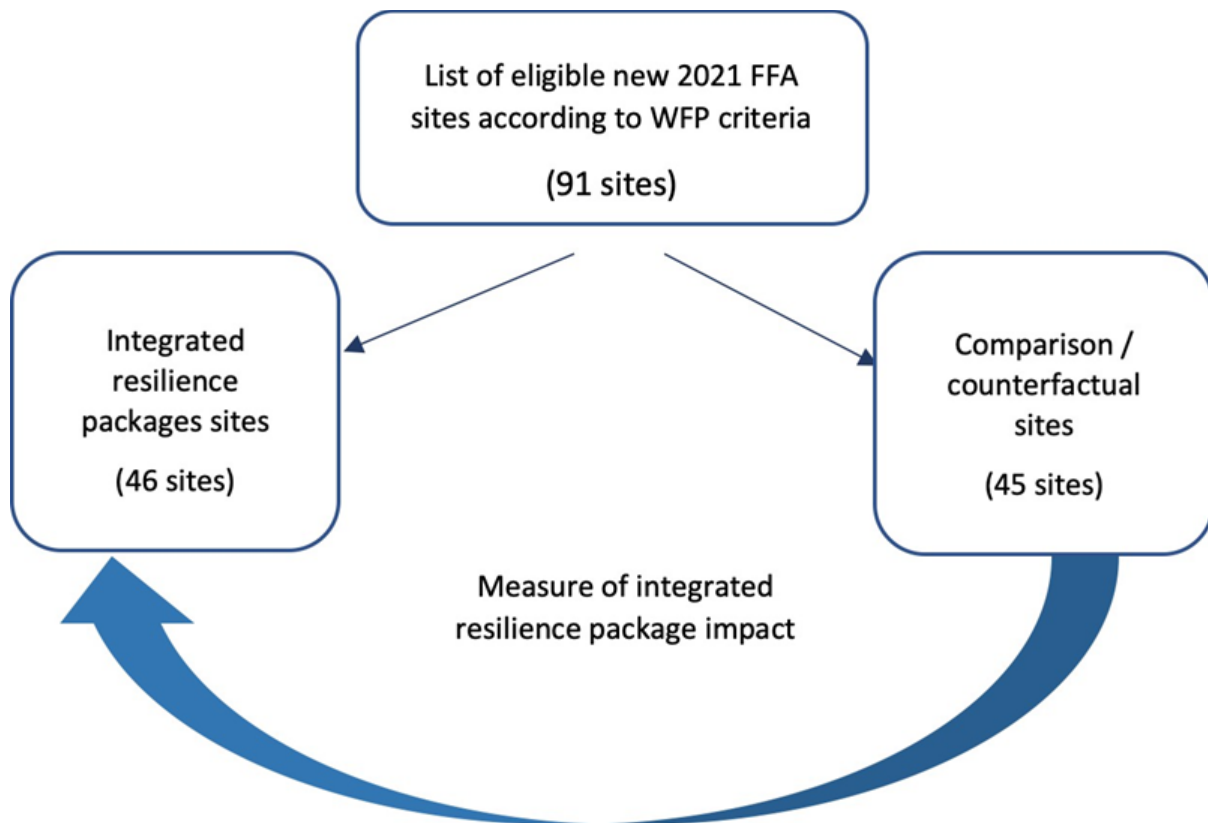 List of eligible new 2021 FFA
sites according to WFP criteria
(91 sites)
Integrated
resilience
packages sites
(46 sites)
Comparison /
counterfactual
sites
(45 sites)
Measure of integrated
resilience package impact